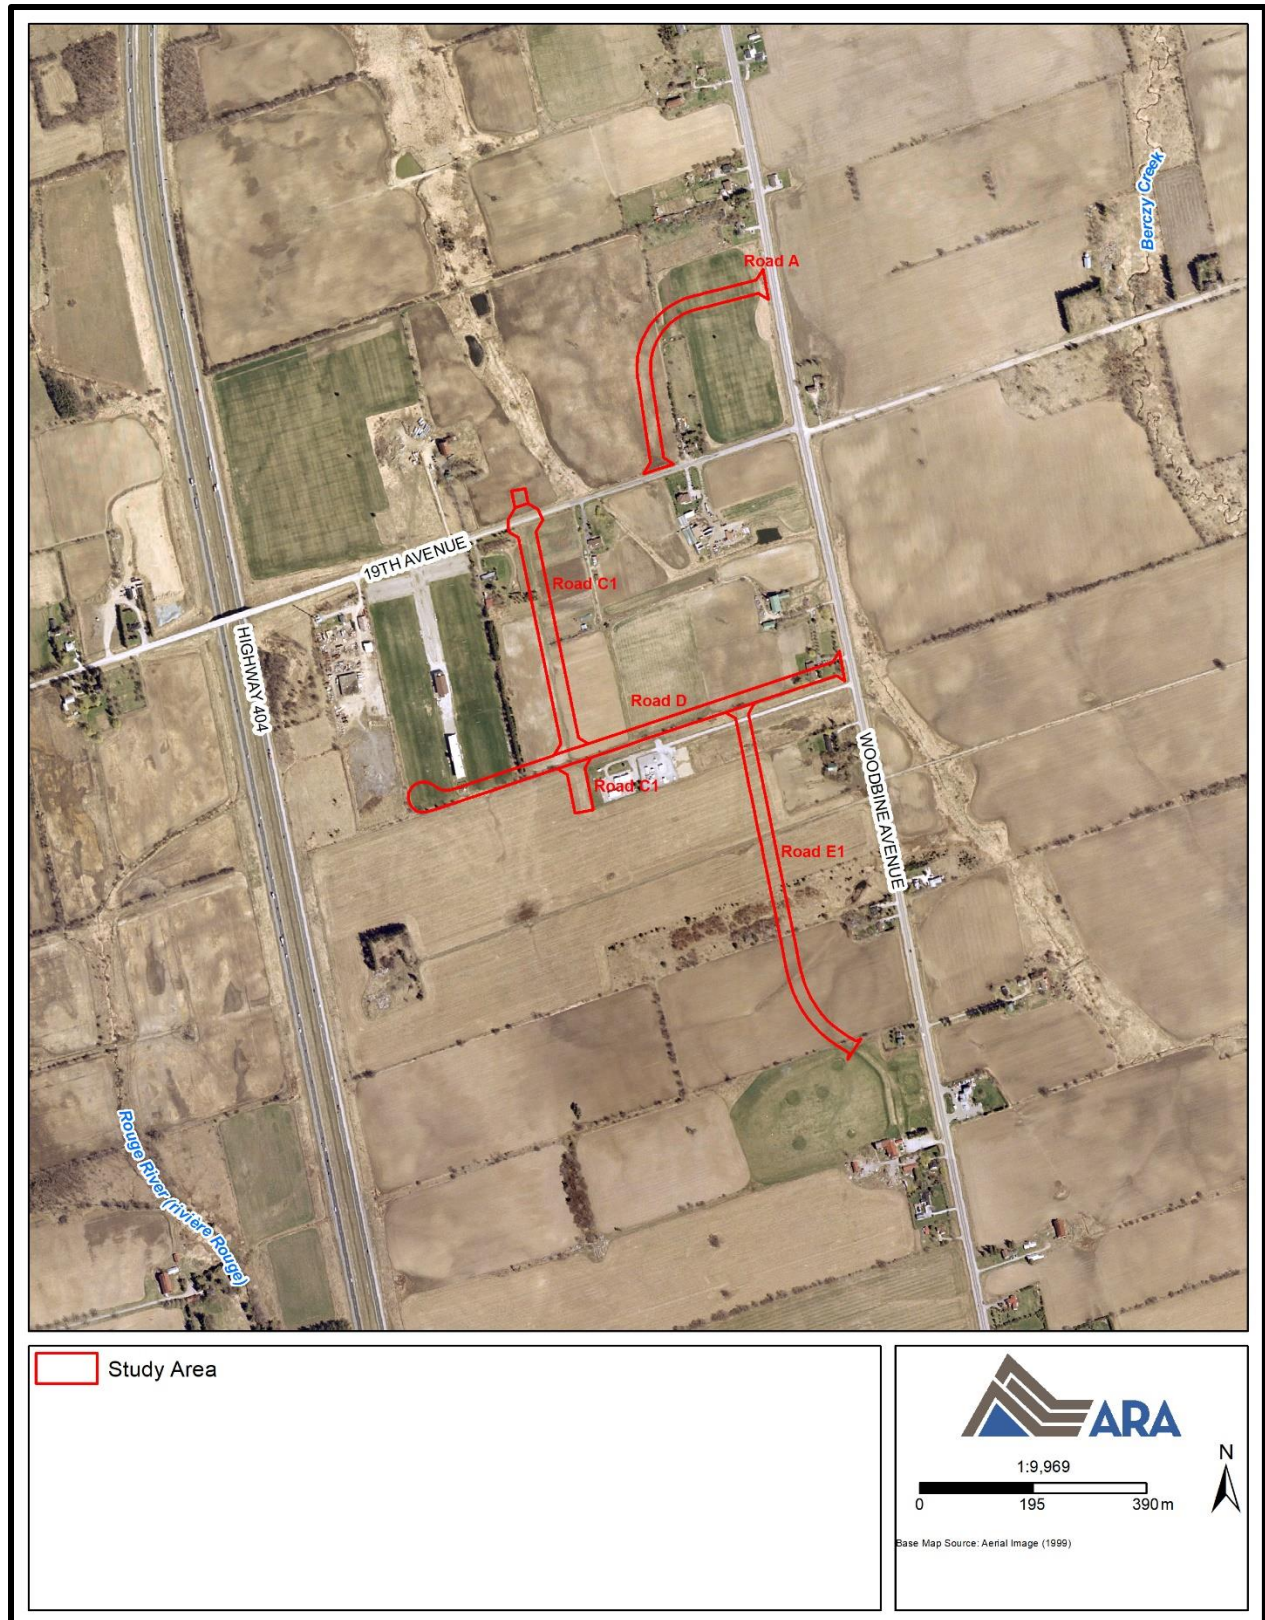 Road A
Berczy Creek
19TH AVENUE
Road C1
HIGHWAY 404
Road D
Road C1
WOODBINE AVENUE
Road E1
Rouge River (rivière Rouge)
Study Area
ARA
1:9,969
N
0 195 390 m
Base Map Source: Aerial Image (1999)